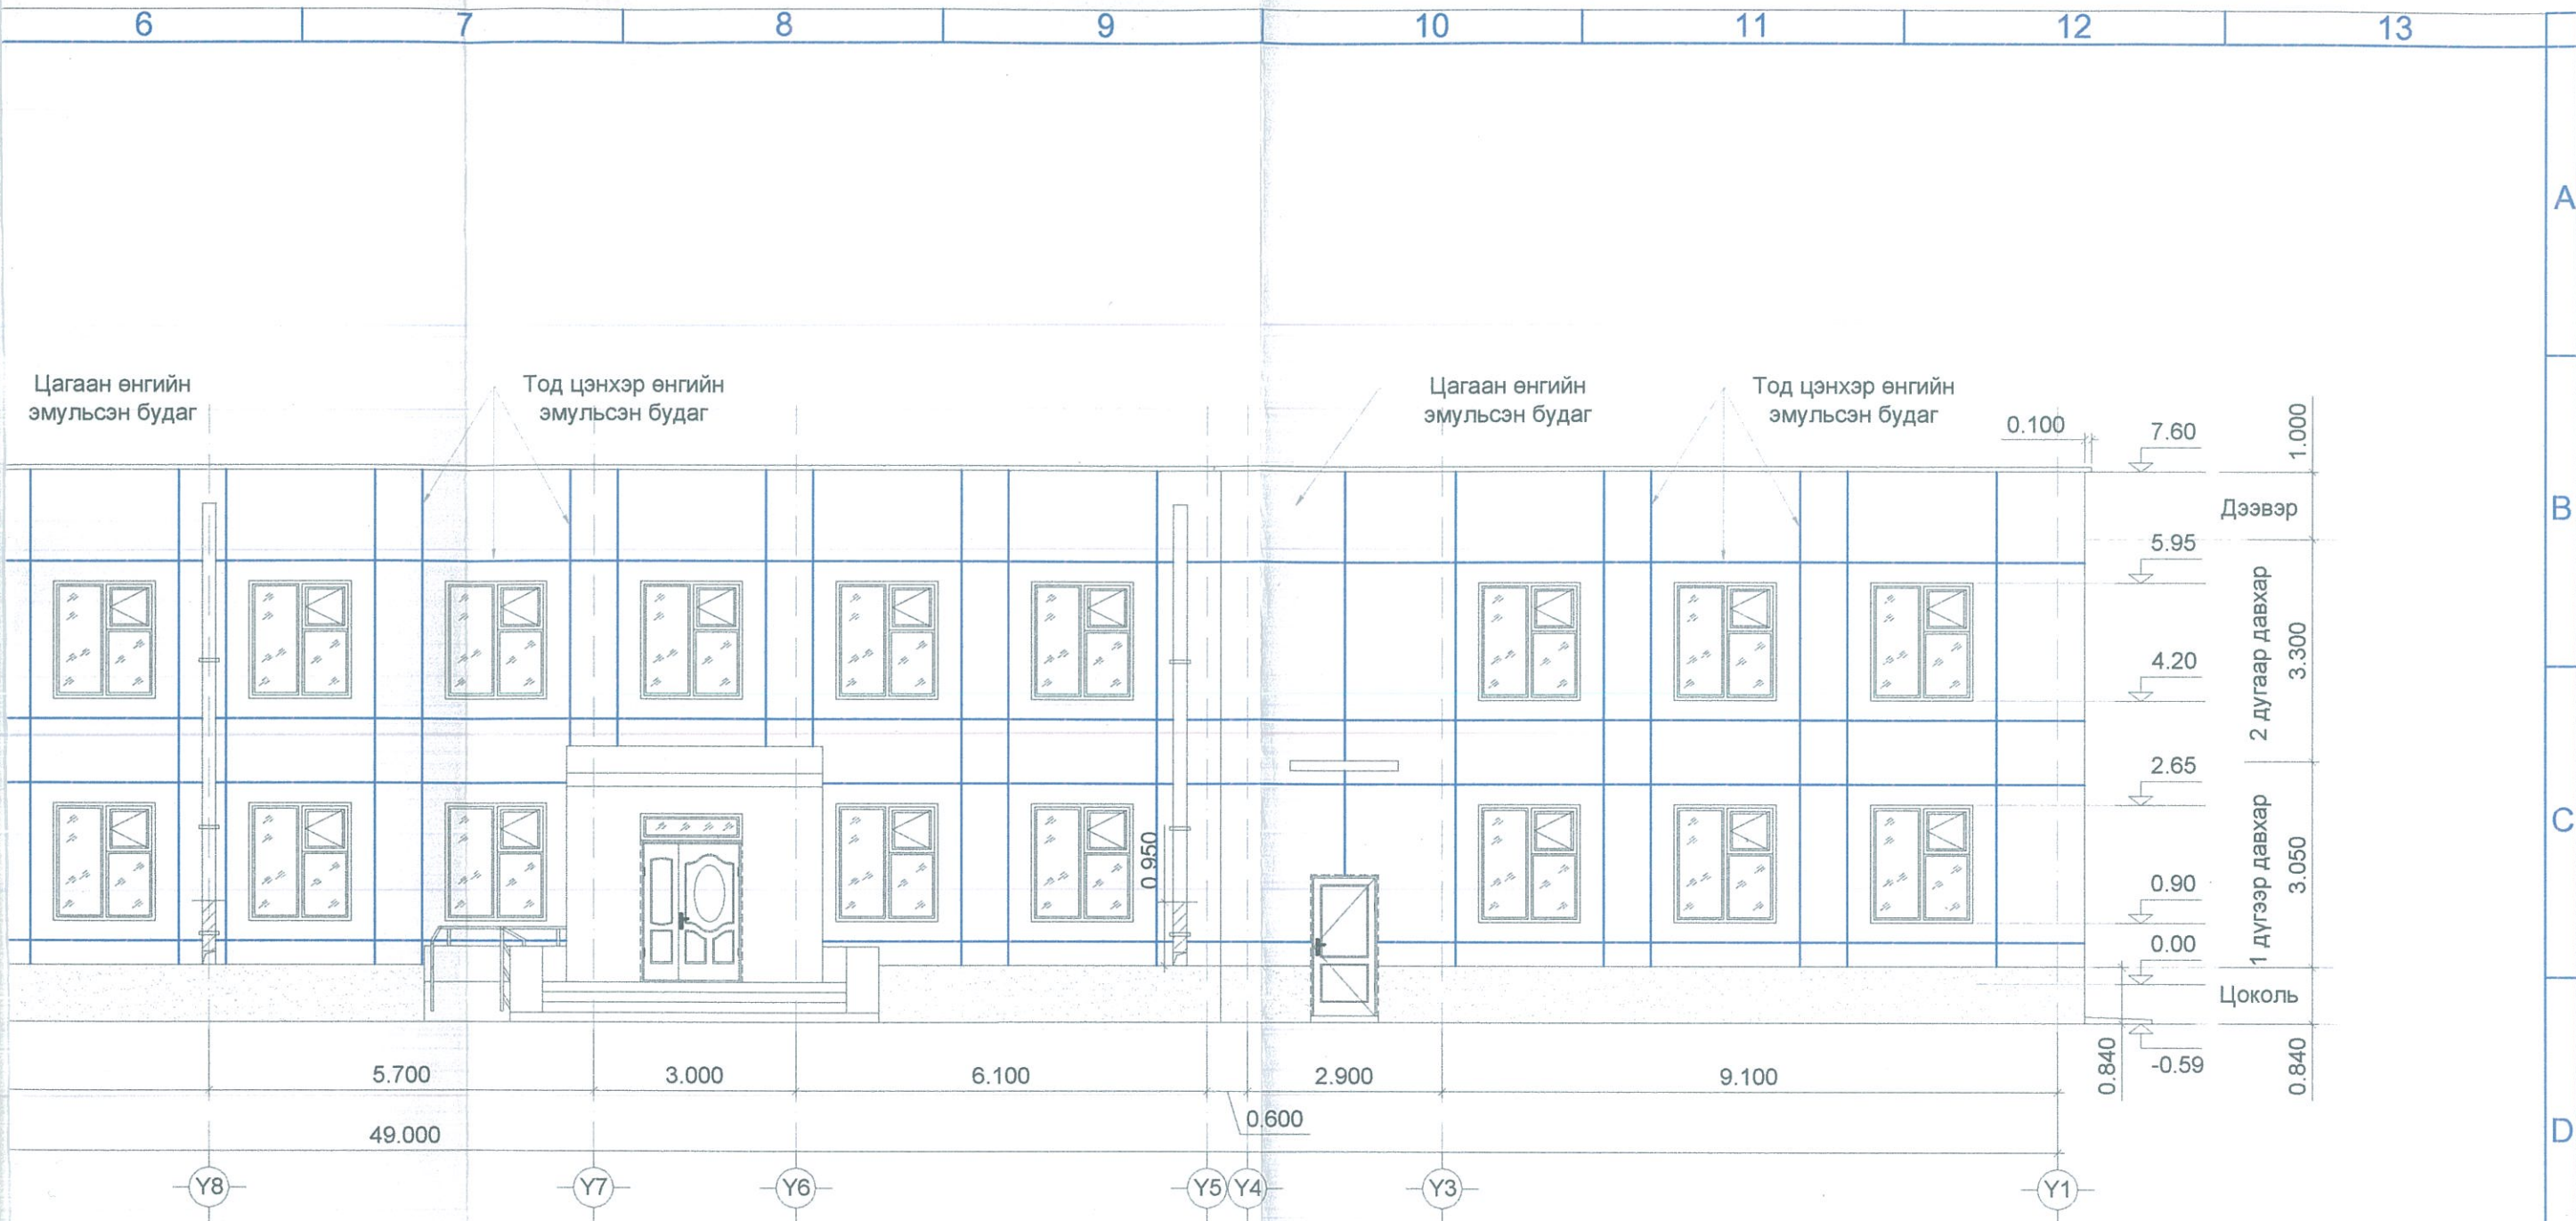 6 7 8 9 10 11 12 13
A
Цагаан өнгийн
эмульсэн будаг
Тод цэнхэр өнгийн
эмульсэн будаг
Цагаан өнгийн
эмульсэн будаг
Тод цэнхэр өнгийн
эмульсэн будаг
0.100
7.60
1.000
B
Дээвэр
5.95
2 дугаар давхар
3.300
4.20
2.65
C
1 дүгээр давхар
3.050
0.950
0.90
0.00
Цоколь
0.840
-0.59
0.840
5.700 3.000 6.100 2.900 9.100
0.600
49.000
D
Y8 Y7 Y6 Y5 Y4 Y3 Y1